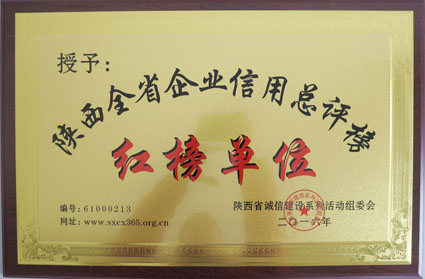 授予：
陕西全省企业信用总评榜
红榜单位
编号：61000213
网址：www.sxcx365.org.cn
陕西省诚信建设系列活动组委会
二〇一六年